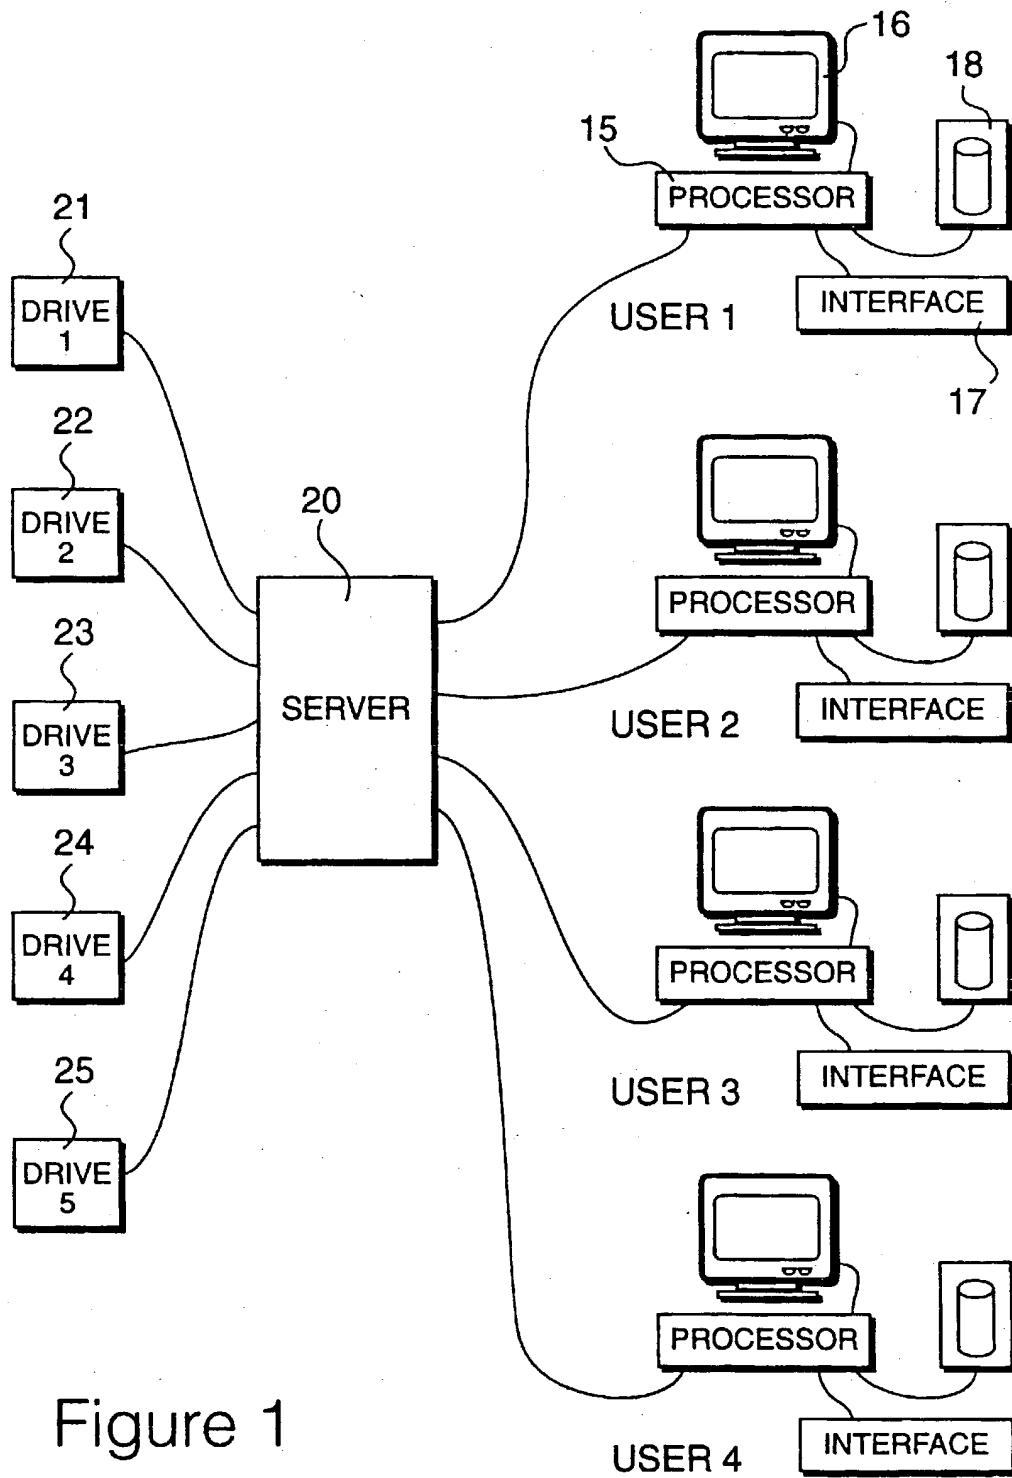 16
18
15
PROCESSOR
21
INTERFACE
USER 1
DRIVE
1
17
22
20
DRIVE
2
PROCESSOR
23
SERVER
INTERFACE
USER 2
DRIVE
3
24
DRIVE
4
PROCESSOR
25
INTERFACE
USER 3
DRIVE
5
PROCESSOR
Figure 1
INTERFACE
USER 4